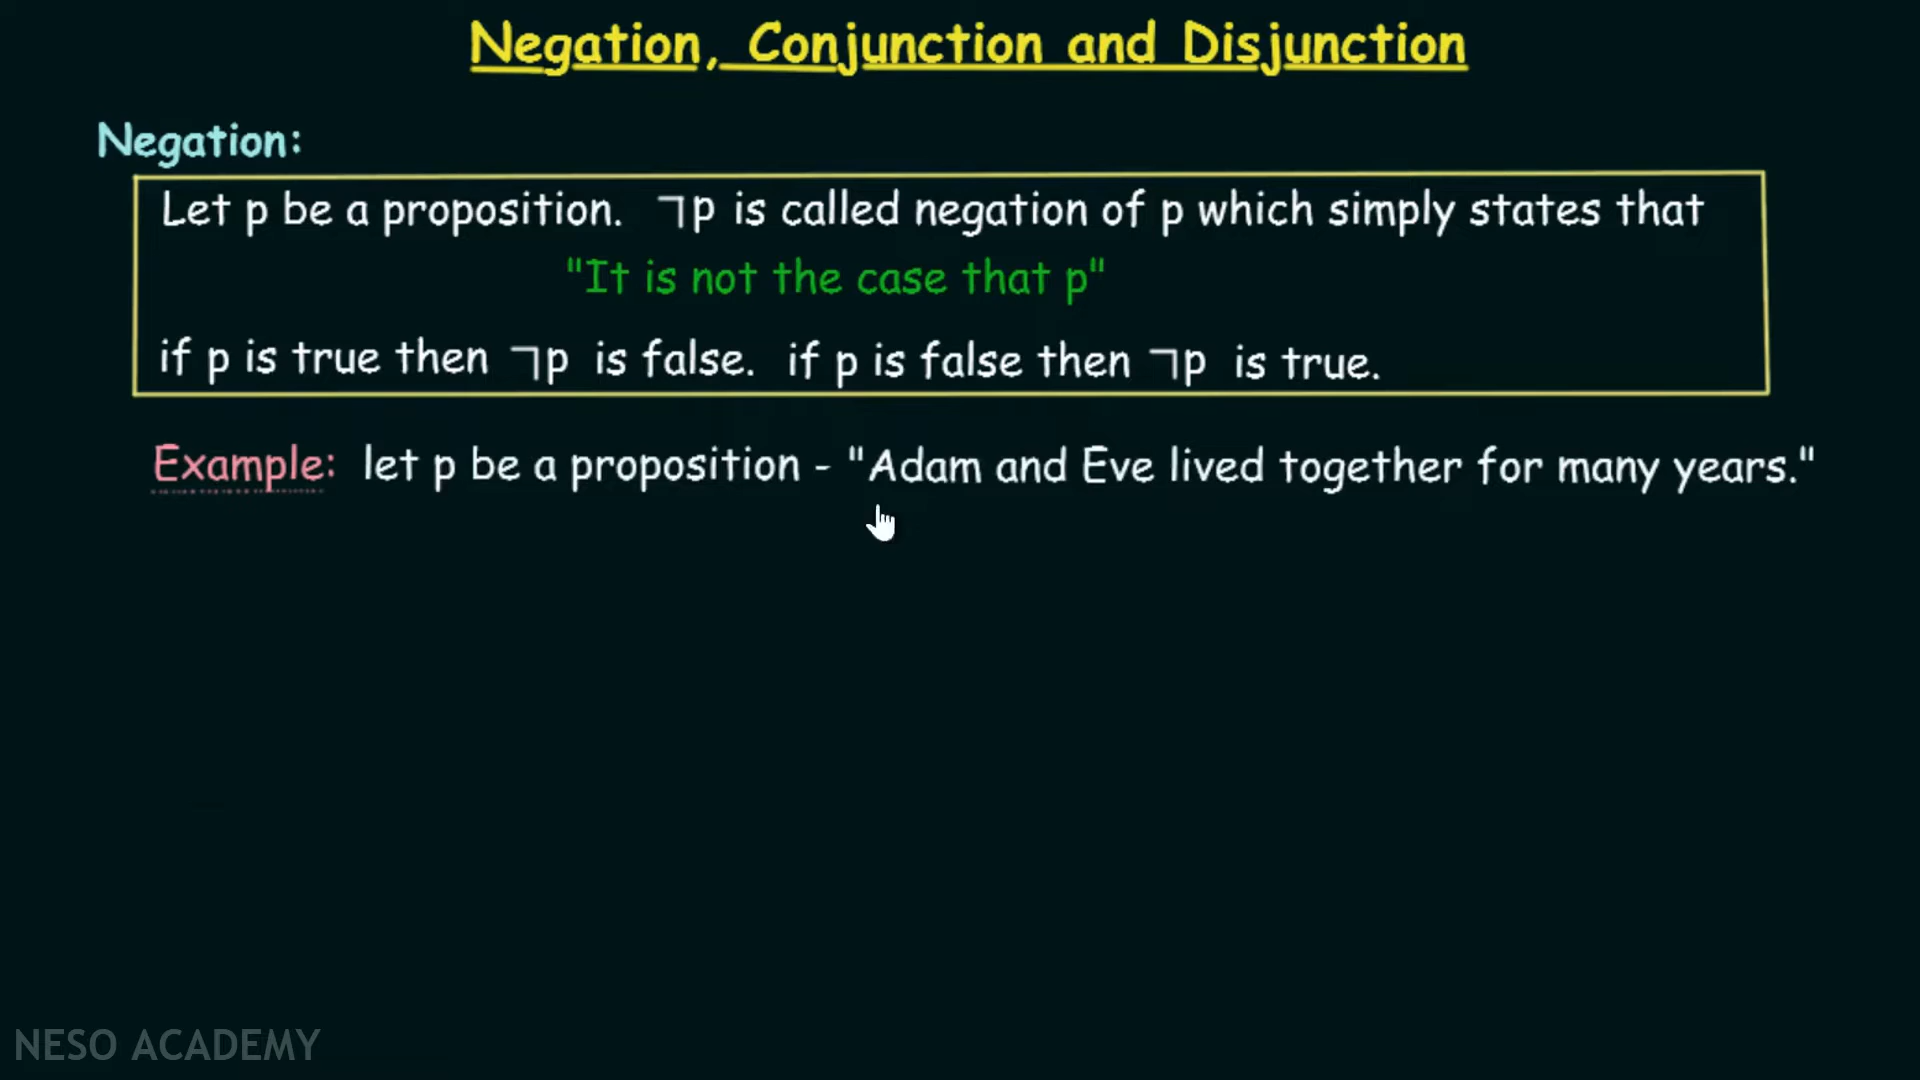 Negation, Conjunction and Disjunction
Negation:
Let p be a proposition. ¬p is called negation of p which simply states that
"It is not the case that p"
if p is true then ¬p is false. if p is false then ¬p is true.
Example: let p be a proposition - "Adam and Eve lived together for many years."
NESO ACADEMY